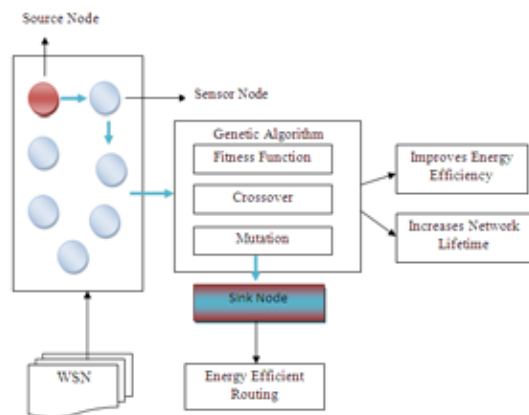 Source Node
Sensor Node
Genetic Algorithm
Fitness Function
Crossover
Mutation
Improves Energy
Efficiency
Increases Network
Lifetime
Sink Node
WSN
Energy Efficient
Routing